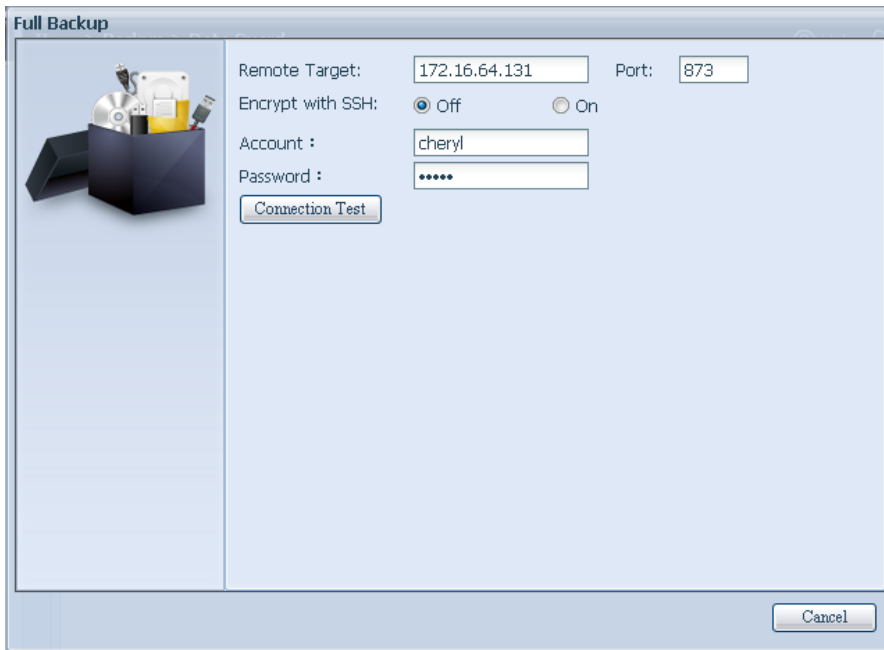 Full Backup
Remote Target: 172.16.64.131 Port: 873
Encrypt with SSH: Off On
Account : cheryl
Password : •••••
Connection Test
Cancel